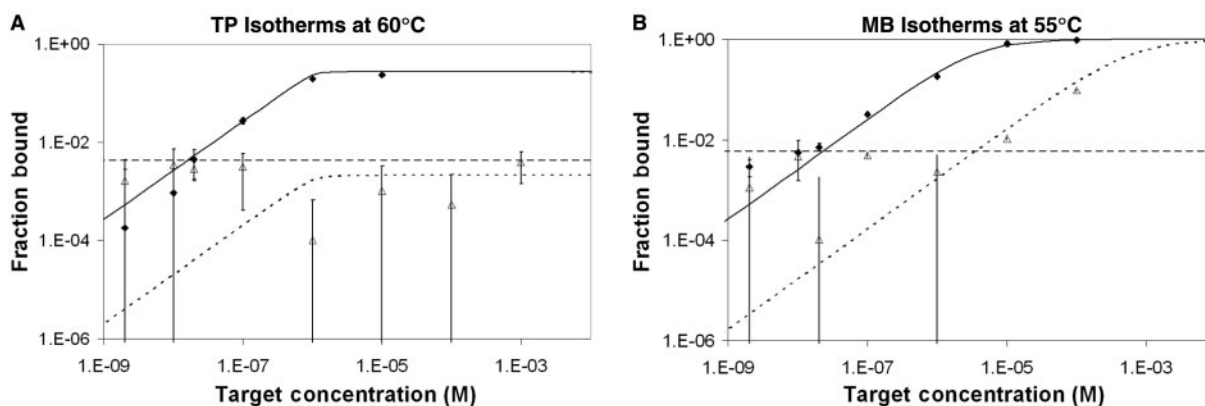 A
TP Isotherms at 60°C
1.E+00
1.E-02
1.E-04
1.E-06
Fraction bound
1.E-09
1.E-07
1.E-05
1.E-03
Target concentration (M)
B
MB Isotherms at 55°C
1.E+00
1.E-02
1.E-04
1.E-06
Fraction bound
1.E-09
1.E-07
1.E-05
1.E-03
Target concentration (M)